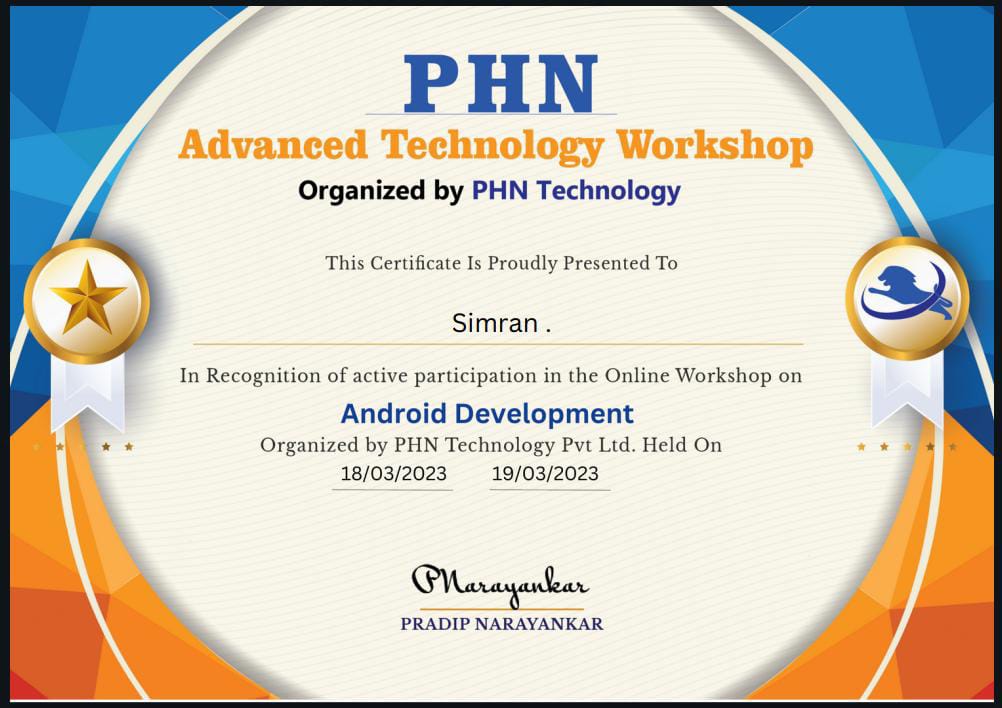 PHN
Advanced Technology Workshop
Organized by PHN Technology
This Certificate Is Proudly Presented To
Simran .
In Recognition of active participation in the Online Workshop on
Android Development
Organized by PHN Technology Pvt Ltd. Held On
18/03/2023 19/03/2023
PNarayankar
PRADIP NARAYANKAR